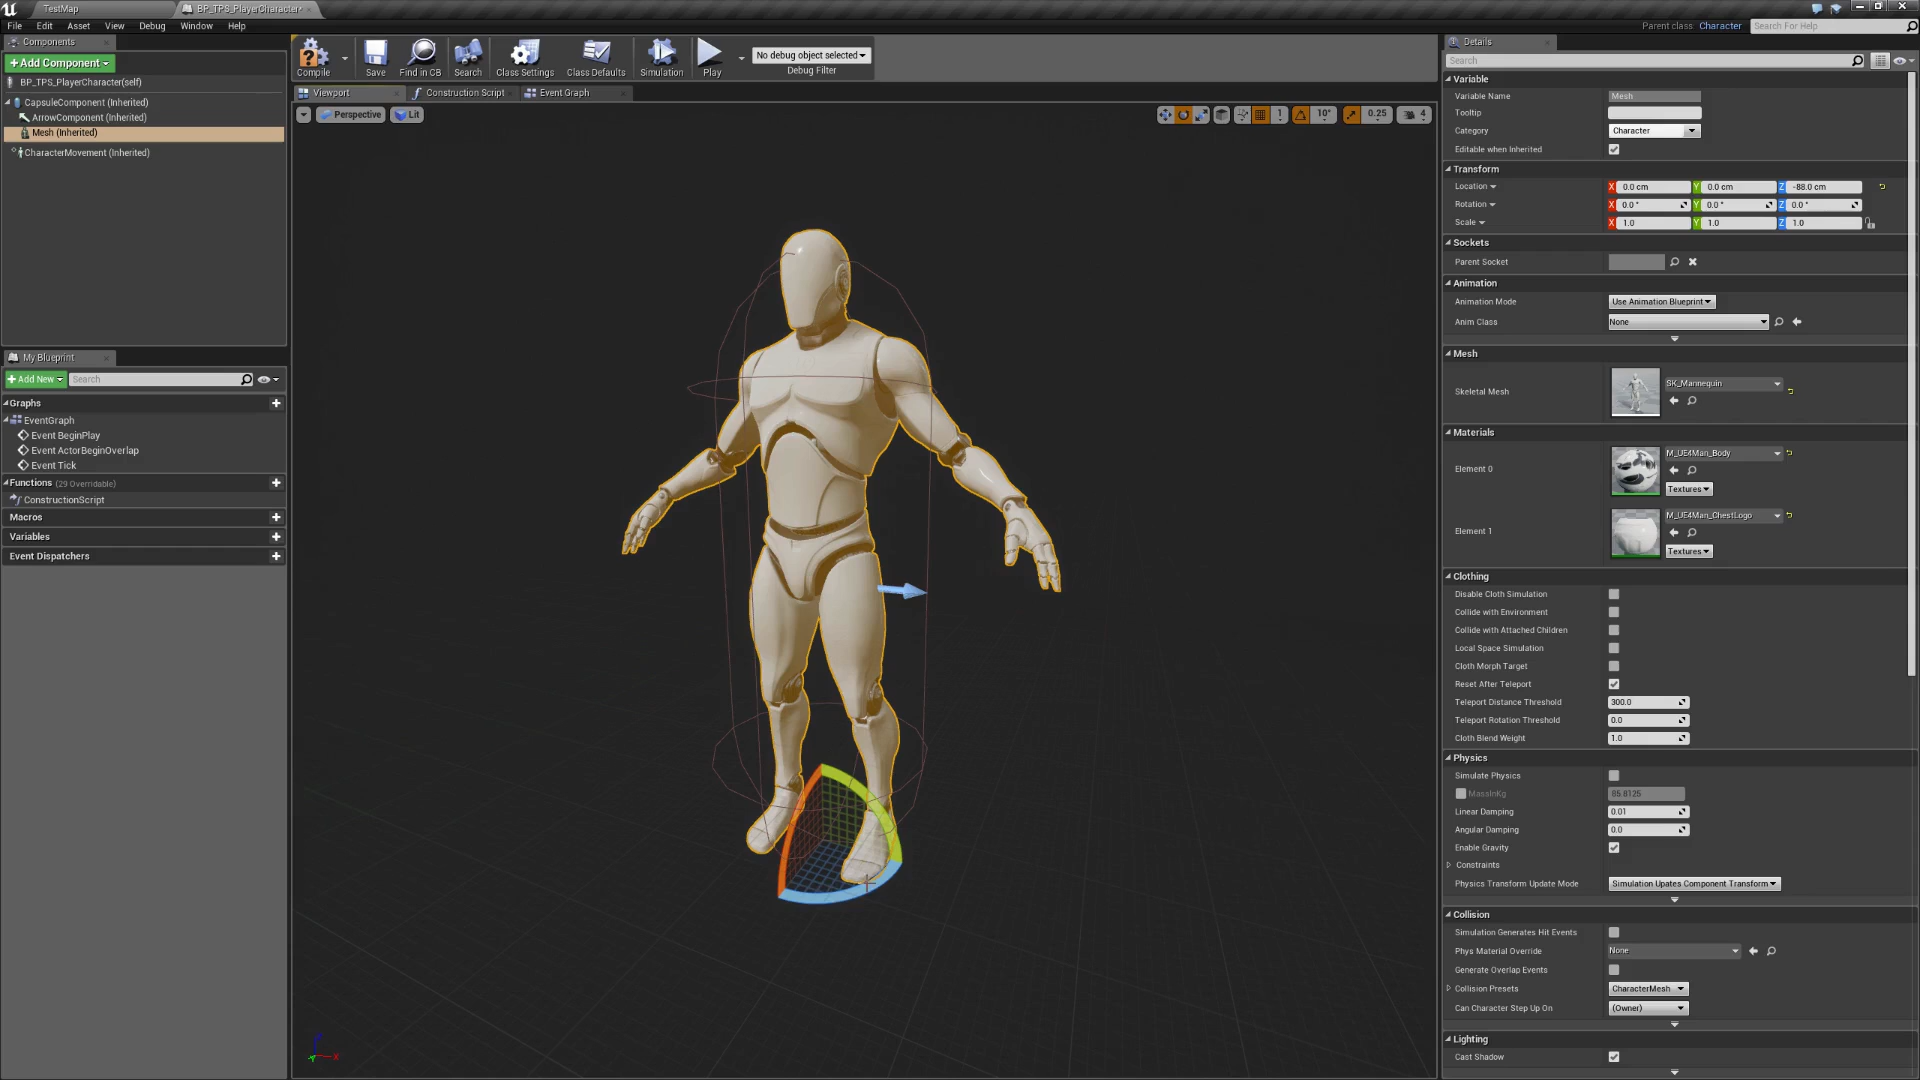 TestMap
BP_TPS_PlayerCharacter*
File Edit Asset View Debug Window Help
Parent class Character Search For Help
Components
+Add Component
BP_TPS_PlayerCharacter(self)
CapsuleComponent (Inherited)
ArrowComponent (Inherited)
Mesh (Inherited)
CharacterMovement (Inherited)
My Blueprint
+Add New
Search
Graphs
EventGraph
Event BeginPlay
Event ActorBeginOverlap
Event Tick
Functions (29 Overridable)
ConstructionScript
Macros
Variables
Event Dispatchers
Compile
Save
Find in CB
Search
Class Settings
Class Defaults
Simulation
Play
No debug object selected
Debug Filter
Viewport
Construction Script
Event Graph
Perspective
Lit
1
10°
0.25
4
X
Details
Search
Variable
Variable Name Mesh
Tooltip
Category Character
Editable when Inherited
Transform
Location X 0.0 cm Y 0.0 cm Z -88.0 cm
Rotation X 0.0 ° Y 0.0 ° Z 0.0 °
Scale X 1.0 Y 1.0 Z 1.0
Sockets
Parent Socket
Animation
Animation Mode Use Animation Blueprint
Anim Class None
Mesh
Skeletal Mesh SK_Mannequin
Materials
Element 0 M_UE4Man_Body
Textures
Element 1 M_UE4Man_ChestLogo
Textures
Clothing
Disable Cloth Simulation
Collide with Environment
Collide with Attached Children
Local Space Simulation
Cloth Morph Target
Reset After Teleport
Teleport Distance Threshold 300.0
Teleport Rotation Threshold 0.0
Cloth Blend Weight 1.0
Physics
Simulate Physics
MassInKg 85.8125
Linear Damping 0.01
Angular Damping 0.0
Enable Gravity
Constraints
Physics Transform Update Mode Simulation Upates Component Transform
Collision
Simulation Generates Hit Events
Phys Material Override None
Generate Overlap Events
Collision Presets CharacterMesh
Can Character Step Up On (Owner)
Lighting
Cast Shadow